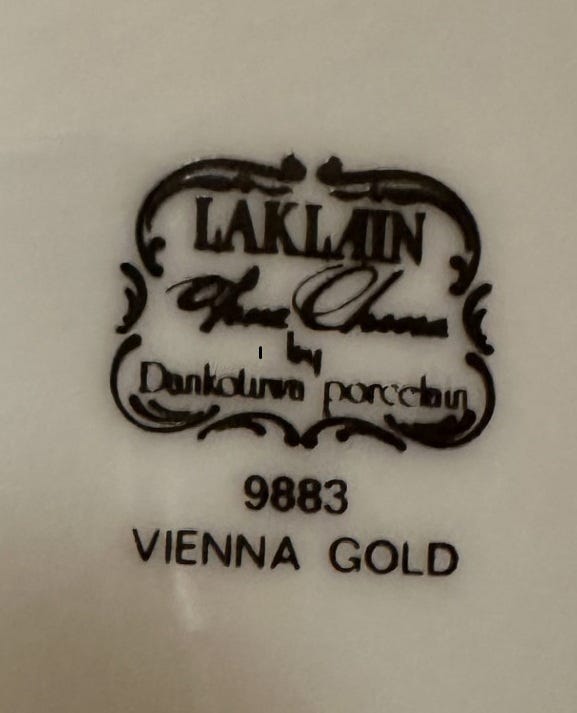 LAKLAIN
Fine China
by
Dankotuwa porcelain
9883
VIENNA GOLD